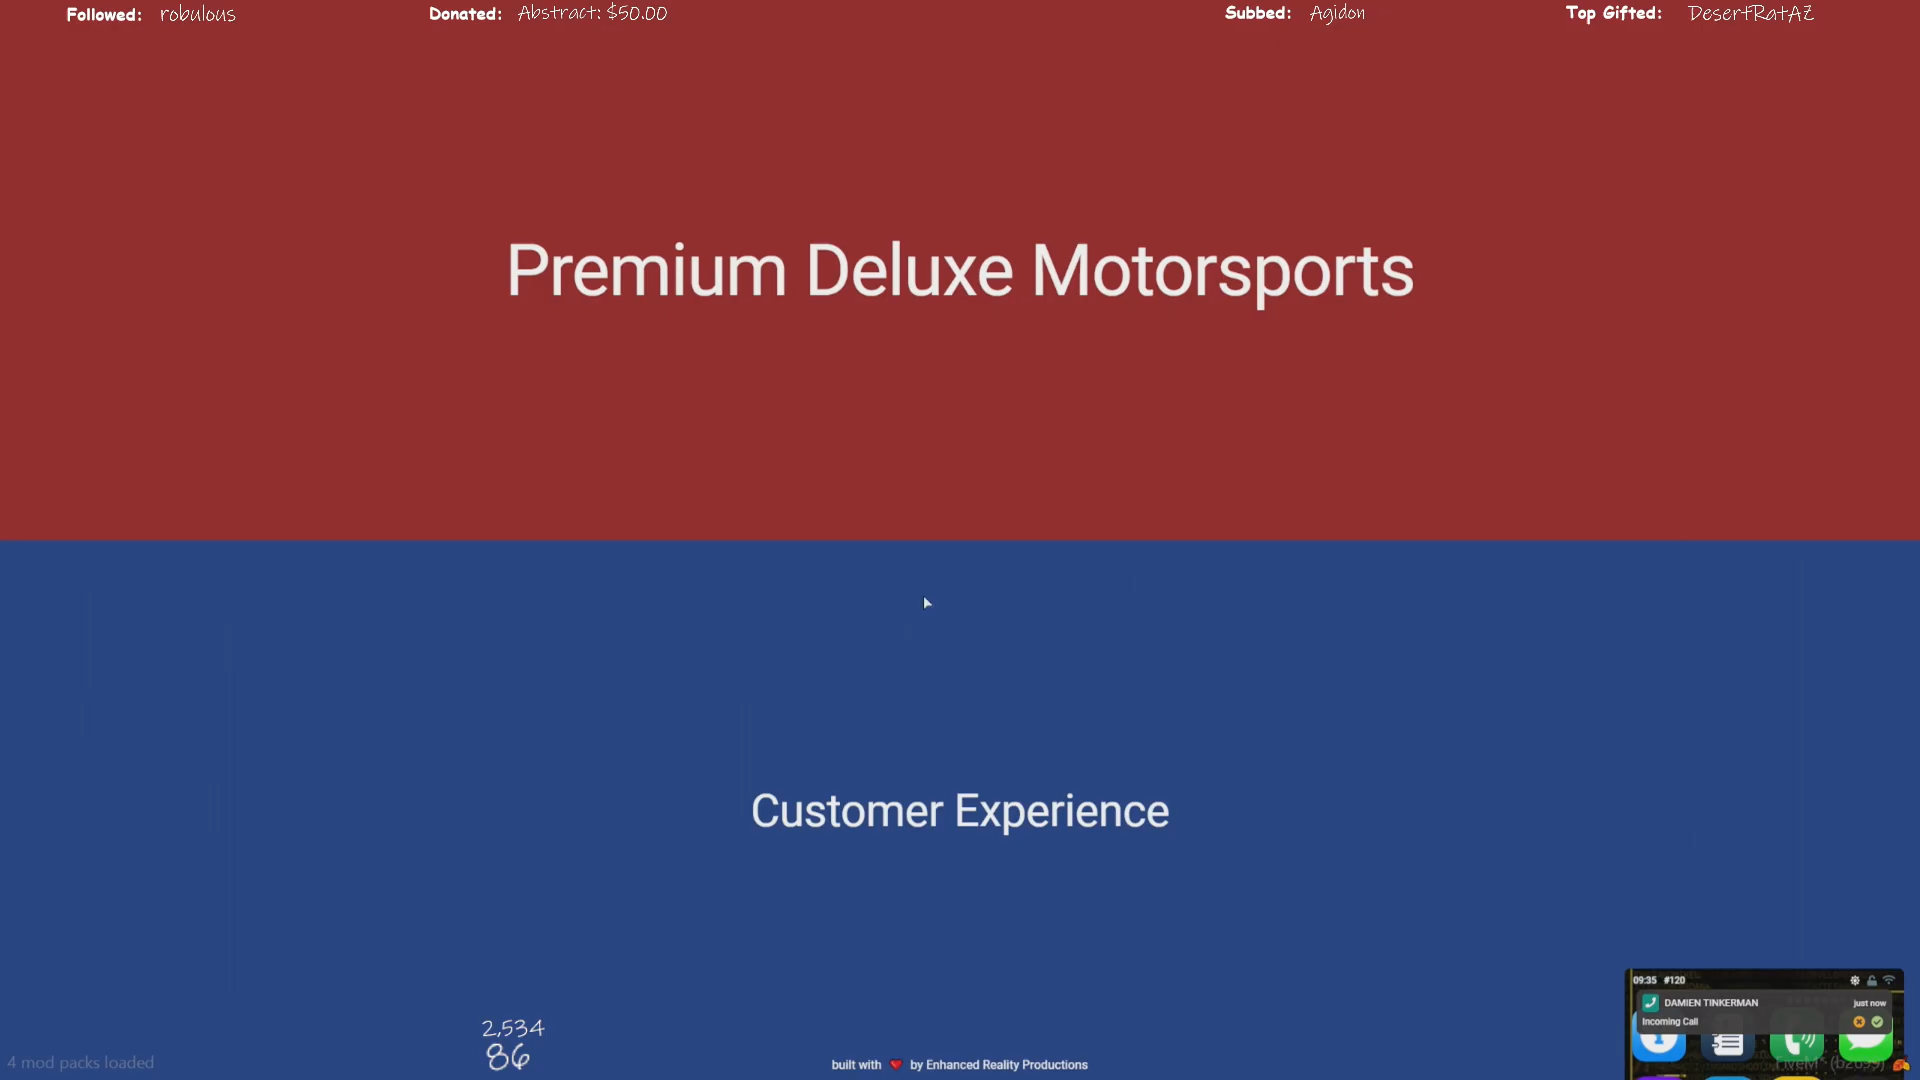 Followed: robulous
Donated: Abstract: $50.00
Subbed: Agidon
Top Gifted: DesertRatAZ
Premium Deluxe Motorsports
Customer Experience
2,534
86
4 mod packs loaded
built with ❤ by Enhanced Reality Productions
09:35 #120
DAMIEN TINKERMAN just now
Incoming Call